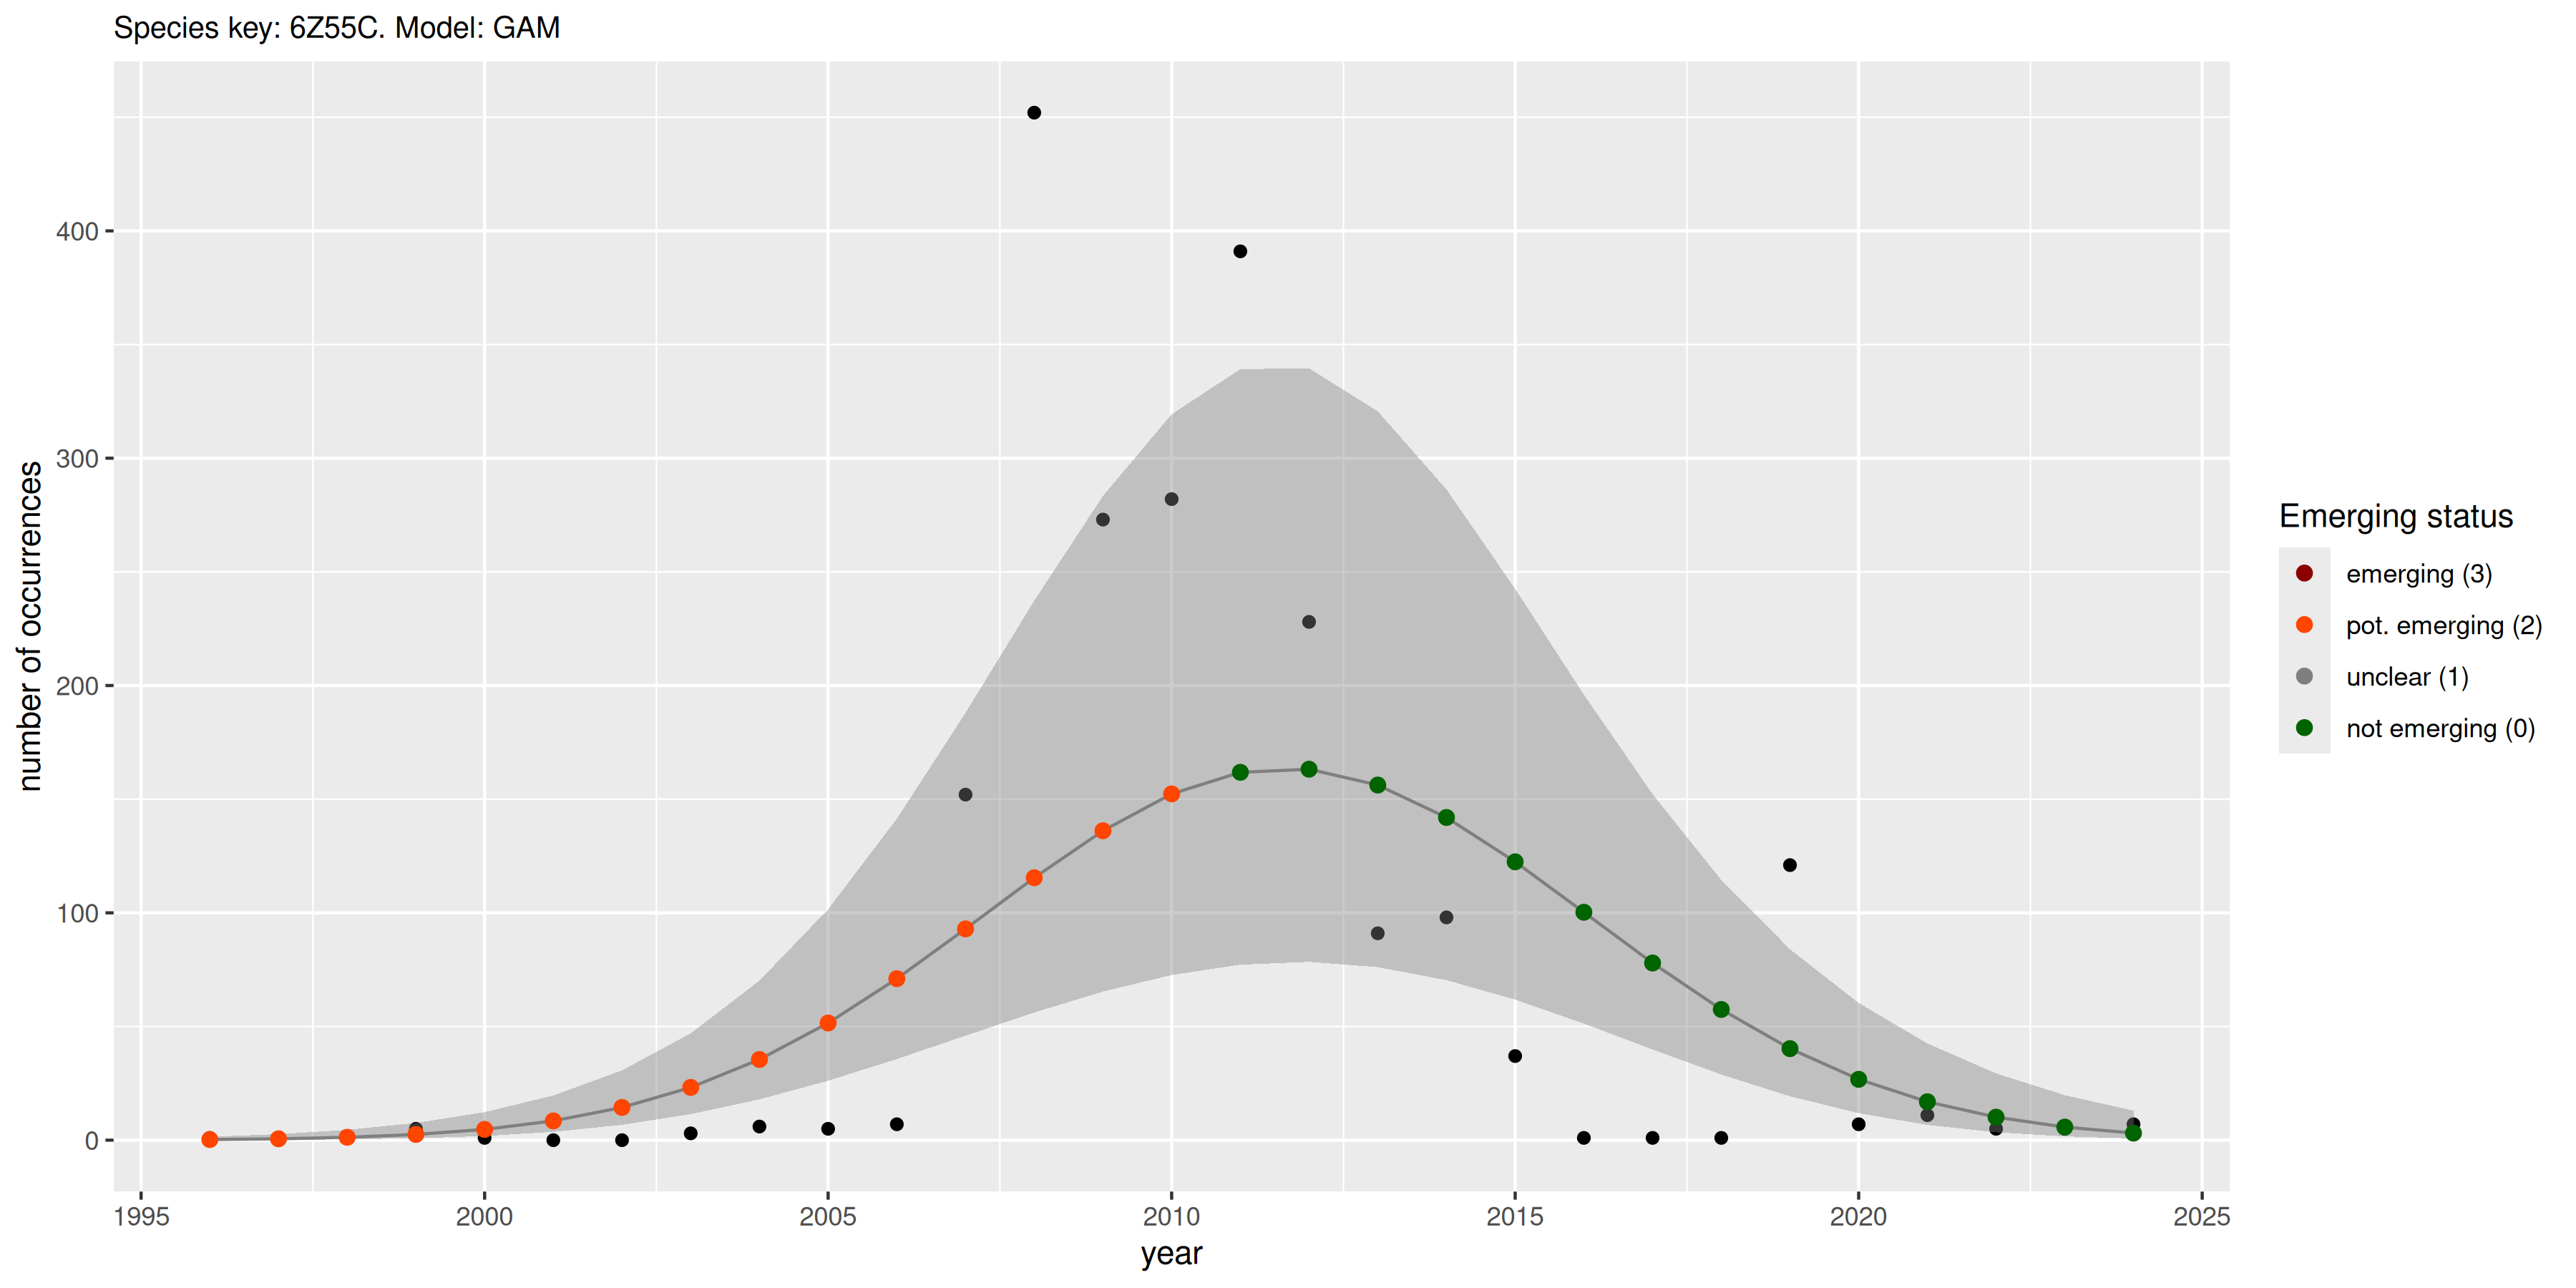 Species key: 6Z55C. Model: GAM
400
300
200
100
0
number of occurrences
1995
2000
2005
2010
2015
2020
2025
year
Emerging status
emerging (3)
pot. emerging (2)
unclear (1)
not emerging (0)